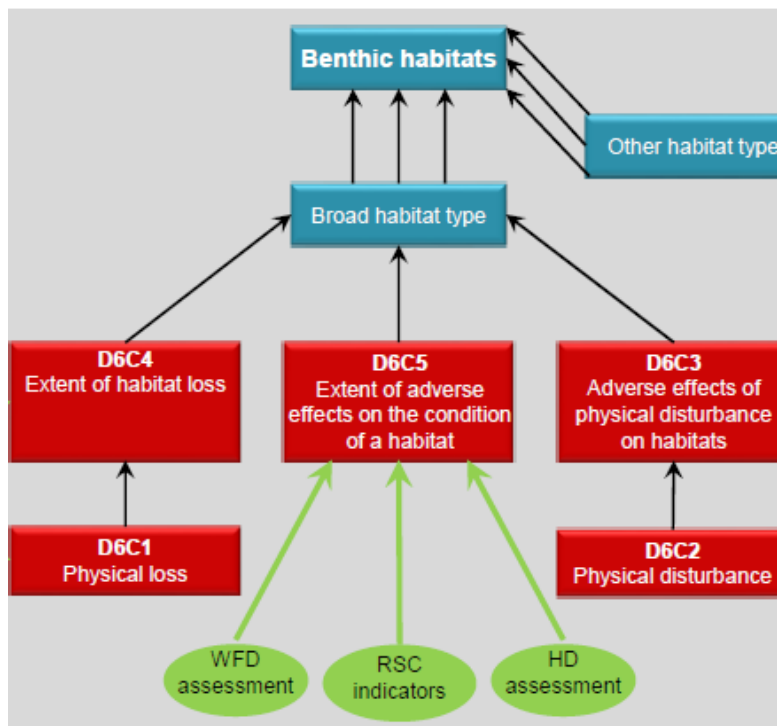 Benthic habitats
Other habitat type
Broad habitat type
D6C4
Extent of habitat loss
D6C5
Extent of adverse
effects on the condition
of a habitat
D6C3
Adverse effects of
physical disturbance
on habitats
D6C1
Physical loss
D6C2
Physical disturbance
WFD
assessment
RSC
indicators
HD
assessment